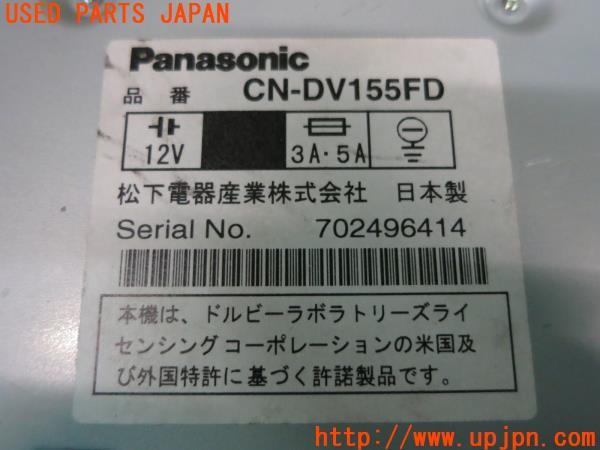 USED PARTS JAPAN
Panasonic
品番 CN-DV155FD
12V 3A・5A
松下電器産業株式会社 日本製
Serial No. 702496414
本機は、ドルビーラボラトリーズライ
センシングコーポレーションの米国及
び外国特許に基づく許諾製品です。
http://www.upjpn.com